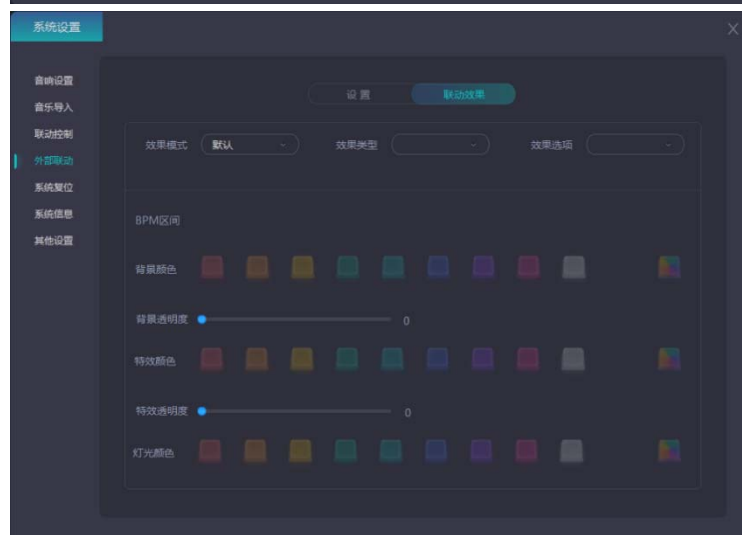 系统设置
音响设置
音乐导入
联动控制
外部联动
系统复位
系统信息
其他设置
设置 联动效果
效果模式 默认 效果类型 效果选项
BPM区间
背景颜色
背景透明度 0
特效颜色
特效透明度 0
灯光颜色